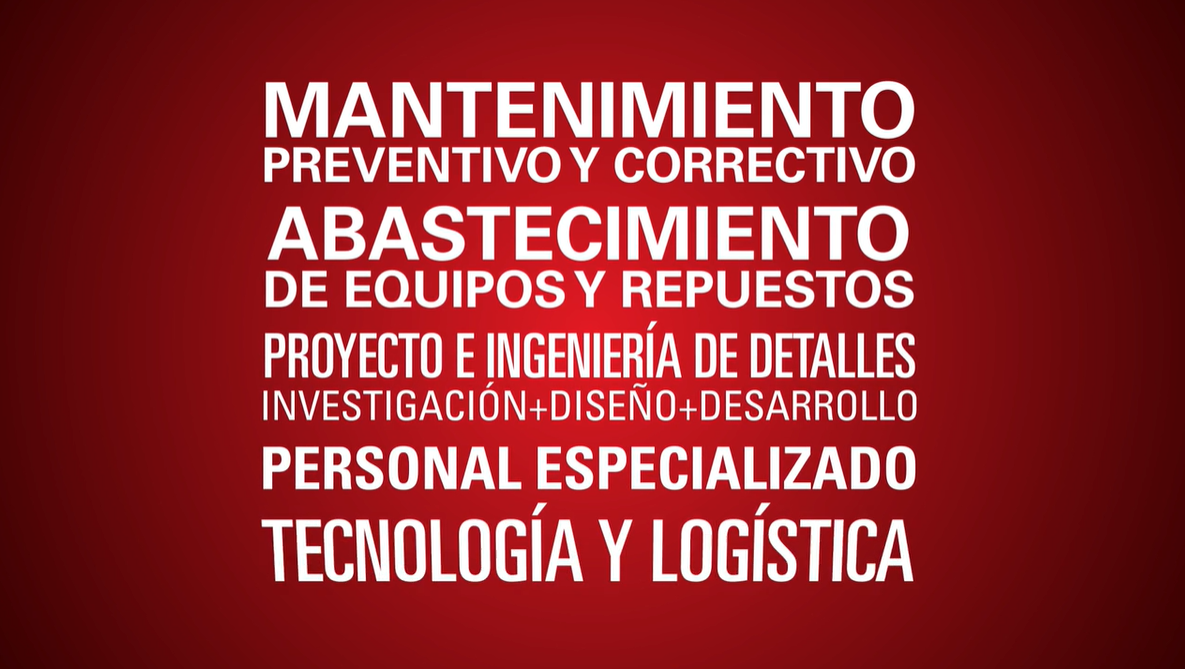 MANTENIMIENTO
PREVENTIVO Y CORRECTIVO
ABASTECIMIENTO
DE EQUIPOS Y REPUESTOS
PROYECTO E INGENIERÍA DE DETALLES
INVESTIGACIÓN+DISEÑO+DESARROLLO
PERSONAL ESPECIALIZADO
TECNOLOGÍA Y LOGÍSTICA